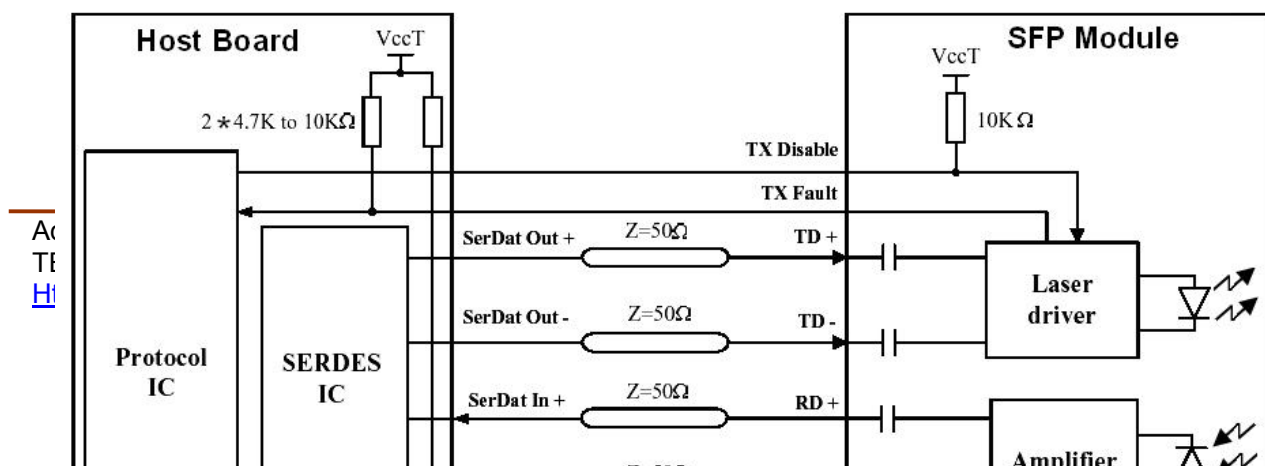 Host Board
SFP Module
VccT
VccT
2*4.7K to 10KΩ
10KΩ
TX Disable
TX Fault
SerDat Out +
Z=50Ω
TD +
Laser
driver
SerDat Out -
Z=50Ω
TD -
Protocol
IC
SERDES
IC
SerDat In +
Z=50Ω
RD +
Amplifier